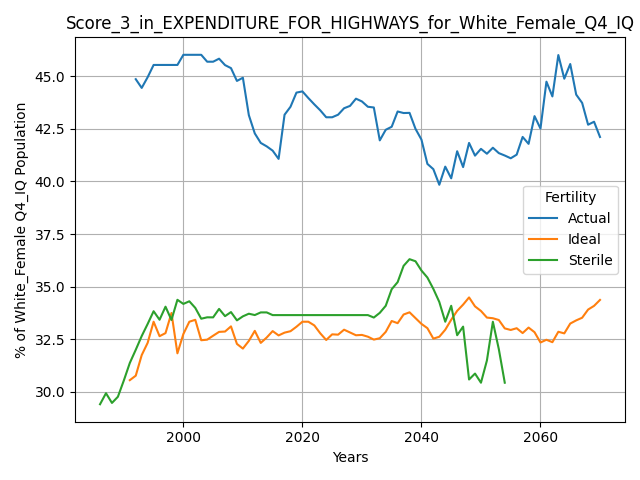 Score_3_in_EXPENDITURE_FOR_HIGHWAYS_for_White_Female_Q4_IQ
% of White_Female Q4_IQ Population
45.0
42.5
40.0
37.5
35.0
32.5
30.0
Fertility
Actual
Ideal
Sterile
2000
2020
2040
2060
Years